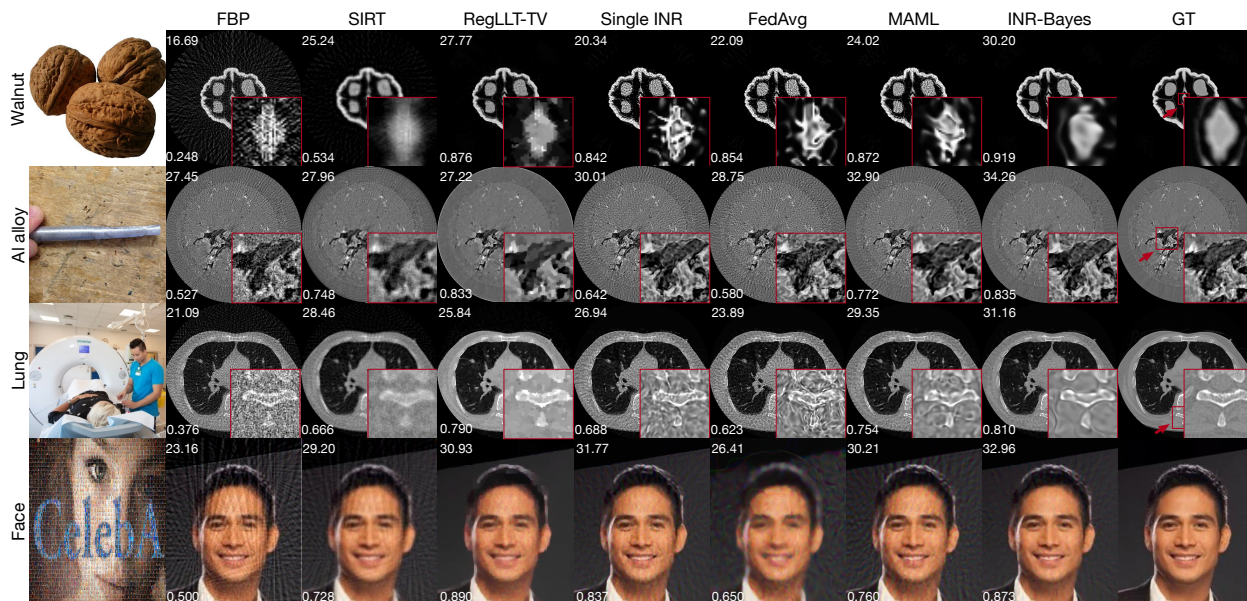 FBP SIRT RegLLT-TV Single INR FedAvg MAML INR-Bayes GT
Walnut
16.69 25.24 27.77 20.34 22.09 24.02 30.20
0.248 0.534 0.876 0.842 0.854 0.872 0.919
Al alloy
27.45 27.96 27.22 30.01 28.75 32.90 34.26
0.527 0.748 0.833 0.642 0.580 0.772 0.835
Lung
21.09 28.46 25.84 26.94 23.89 29.35 31.16
0.376 0.666 0.790 0.688 0.623 0.754 0.810
Face
23.16 29.20 30.93 31.77 26.41 30.21 32.96
CelebA
0.500 0.728 0.890 0.837 0.650 0.760 0.873